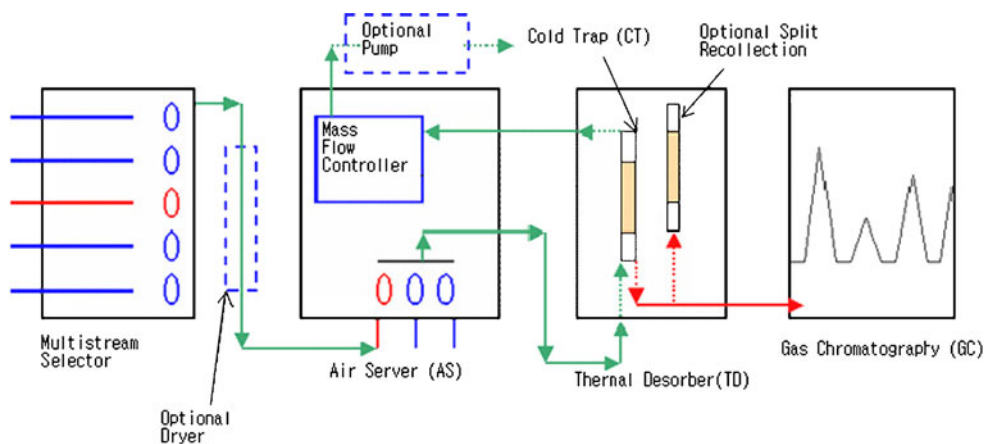 Optional
Pump
Cold Trap (CT)
Optional Split
Recollection
Mass
Flow
Controller
Multistream
Selector
Air Server (AS)
Thernal Desorber(TD)
Gas Chromatography (GC)
Optional
Dryer